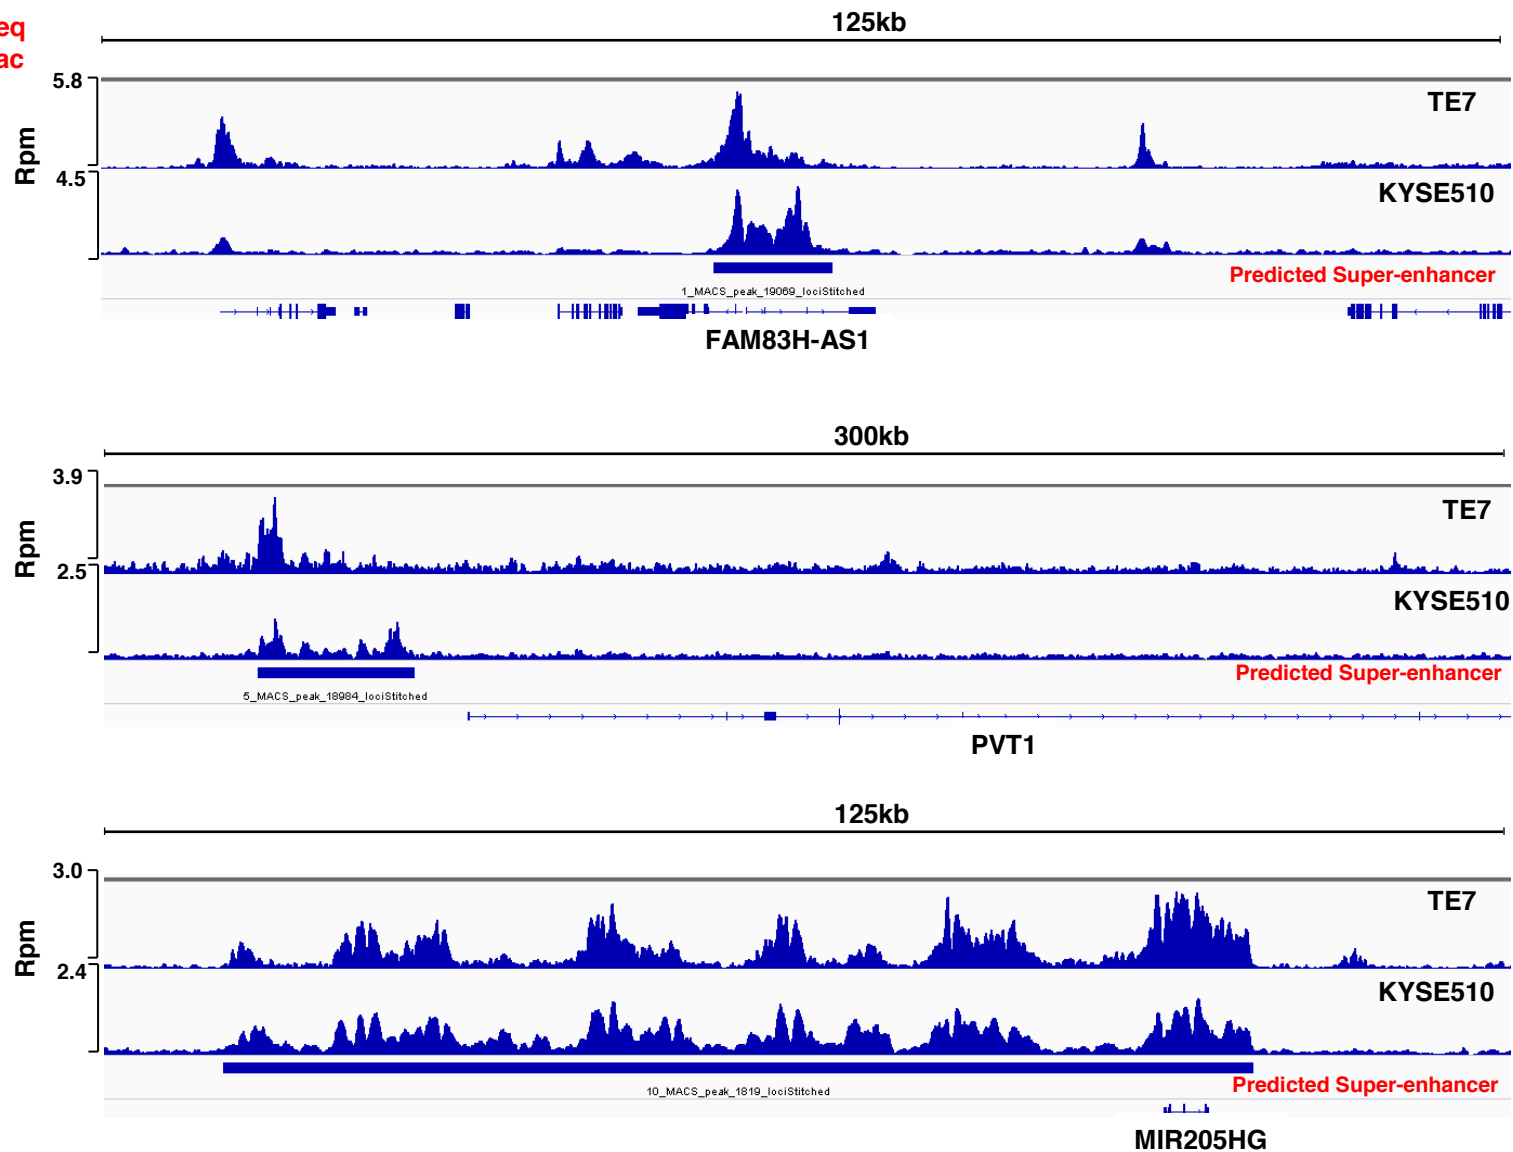 eq
ac
125kb
5.8
TE7
Rpm
4.5
KYSE510
Predicted Super-enhancer
1_MACS_peak_19069_lociStitched
FAM83H-AS1
300kb
3.9
TE7
Rpm
2.5
KYSE510
Predicted Super-enhancer
5_MACS_peak_18984_lociStitched
PVT1
125kb
3.0
TE7
Rpm
2.4
KYSE510
Predicted Super-enhancer
10_MACS_peak_1819_lociStitched
MIR205HG